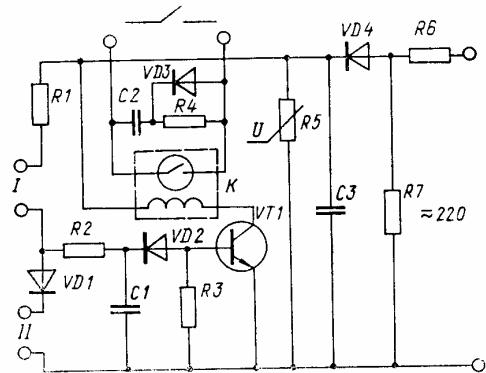 VD4
R6
VD3
R1
C2
R4
U
R5
I
K
C3
R7
VT1
≈220
R2
VD2
VD1
C1
R3
II